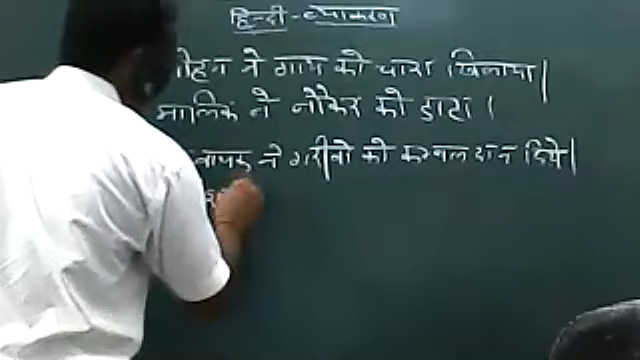 हिन्दी - व्याकरण
मोहन ने गाय को चारा खिलाया।
मालिक ने नौकर को डाटा।
ने गरीबो को कम्बल दान दिये।